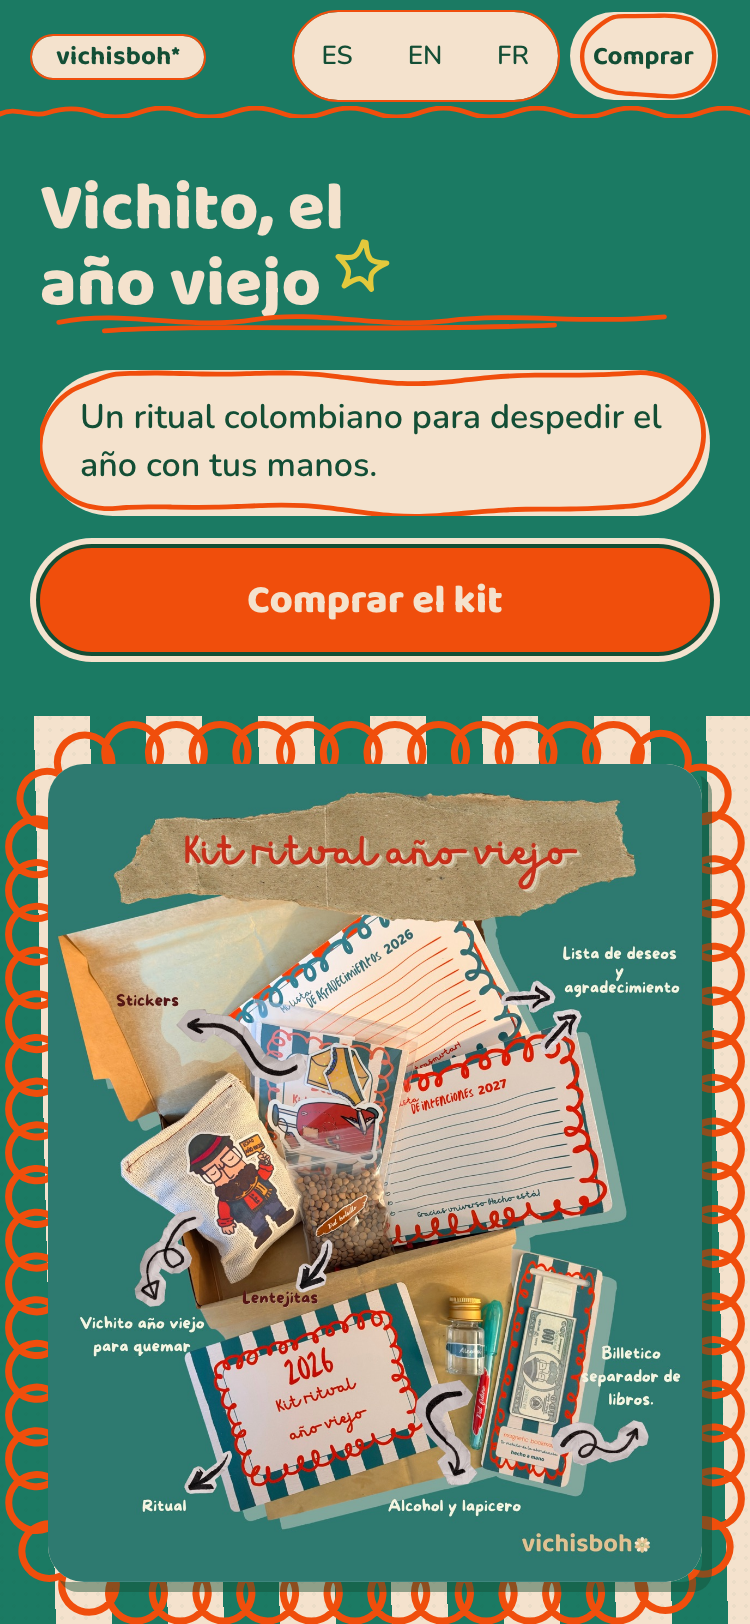 vichisboh*
ES EN FR
Comprar
Vichito, el
año viejo
Un ritual colombiano para despedir el
año con tus manos.
Comprar el kit
Kit ritual año viejo
Lista de deseos
y
agradecimiento
Stickers
DE AGRADECIMIENTOS 2026
DE INTENCIONES 2027
Gracias universo Hecho está!
Lentejitas
Vichito año viejo
para quemar
2026
Kit ritual
año viejo
Billetico
separador de
libros.
100
hecho a mano
Ritual
Alcohol y lapicero
vichisboh